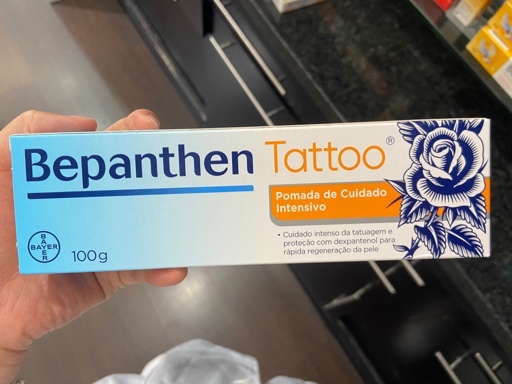 Bepanthen Tattoo®
Pomada de Cuidado
Intensivo
• Cuidado intenso da tatuagem e
proteção com dexpantenol para
rápida regeneração da pele
BAYER
BAYER
100g